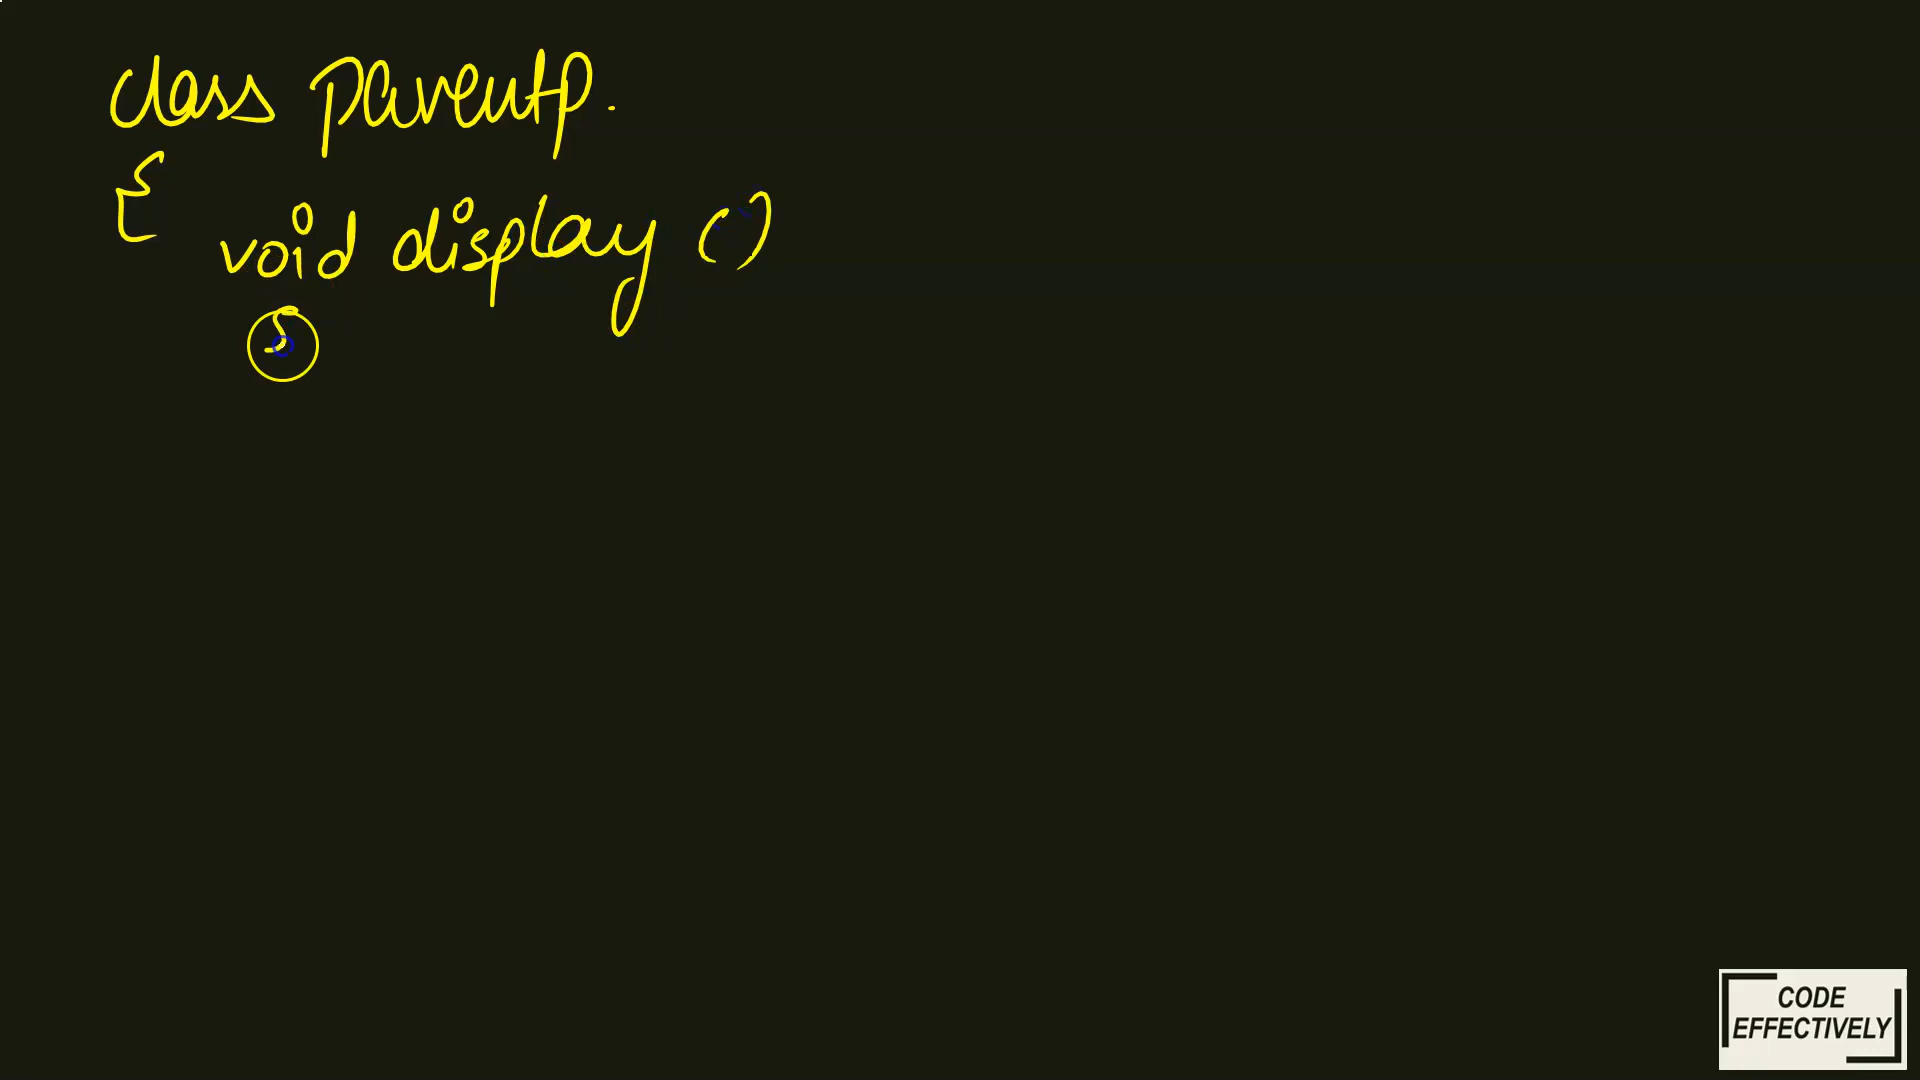 class parentp.
{
void display ()
CODE
EFFECTIVELY